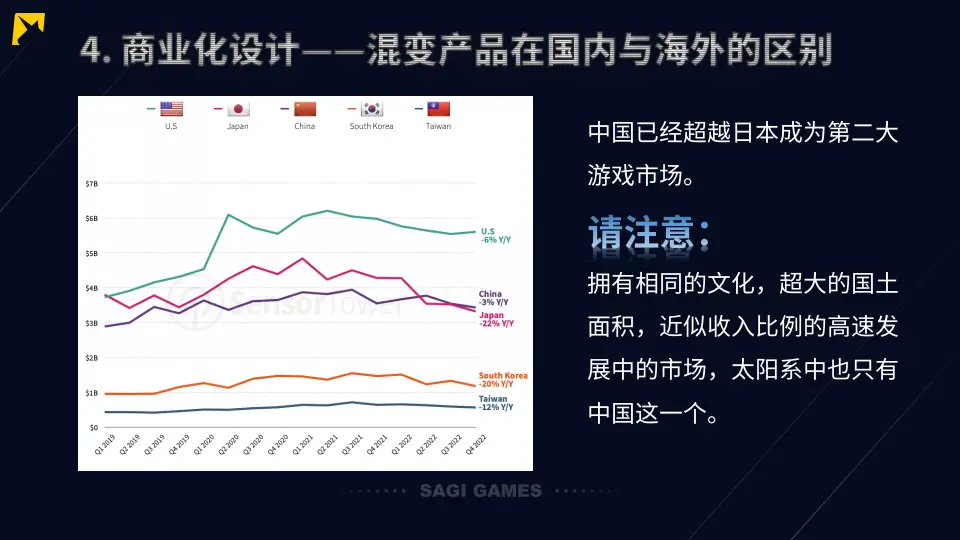 4. 商业化设计——混变产品在国内与海外的区别
U.S
Japan
China
South Korea
Taiwan
$7B
$6B
$5B
$4B
$3B
$2B
$1B
$0
U.S
-6% Y/Y
China
-3% Y/Y
Japan
-22% Y/Y
South Korea
-20% Y/Y
Taiwan
-12% Y/Y
SensorTower
Q1 2019
Q2 2019
Q3 2019
Q4 2019
Q1 2020
Q2 2020
Q3 2020
Q4 2020
Q1 2021
Q2 2021
Q3 2021
Q4 2021
Q1 2022
Q2 2022
Q3 2022
Q4 2022
中国已经超越日本成为第二大
游戏市场。
请注意：
拥有相同的文化，超大的国土
面积，近似收入比例的高速发
展中的市场，太阳系中也只有
中国这一个。
SAGI GAMES